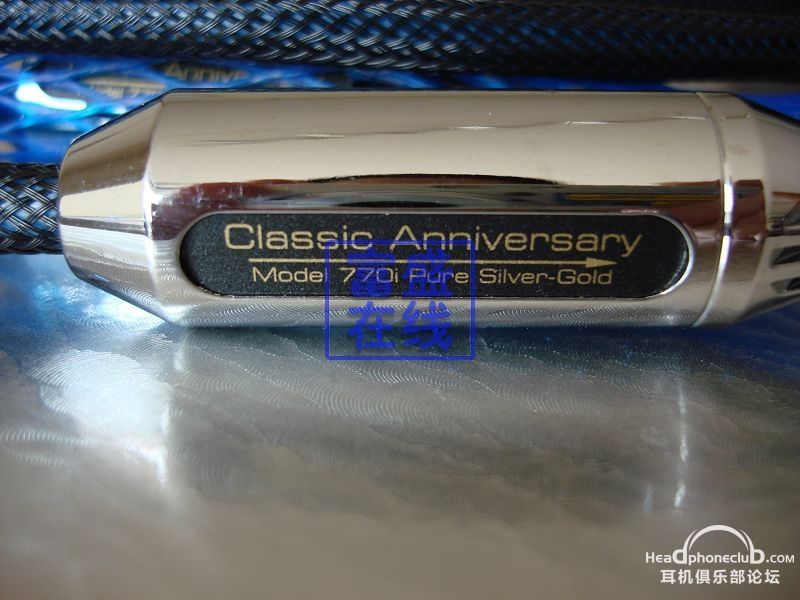 Anniver
Classic Anniversary
Model 770i Pure Silver-Gold
富盛
在线
Headphoneclub.com
耳机俱乐部论坛